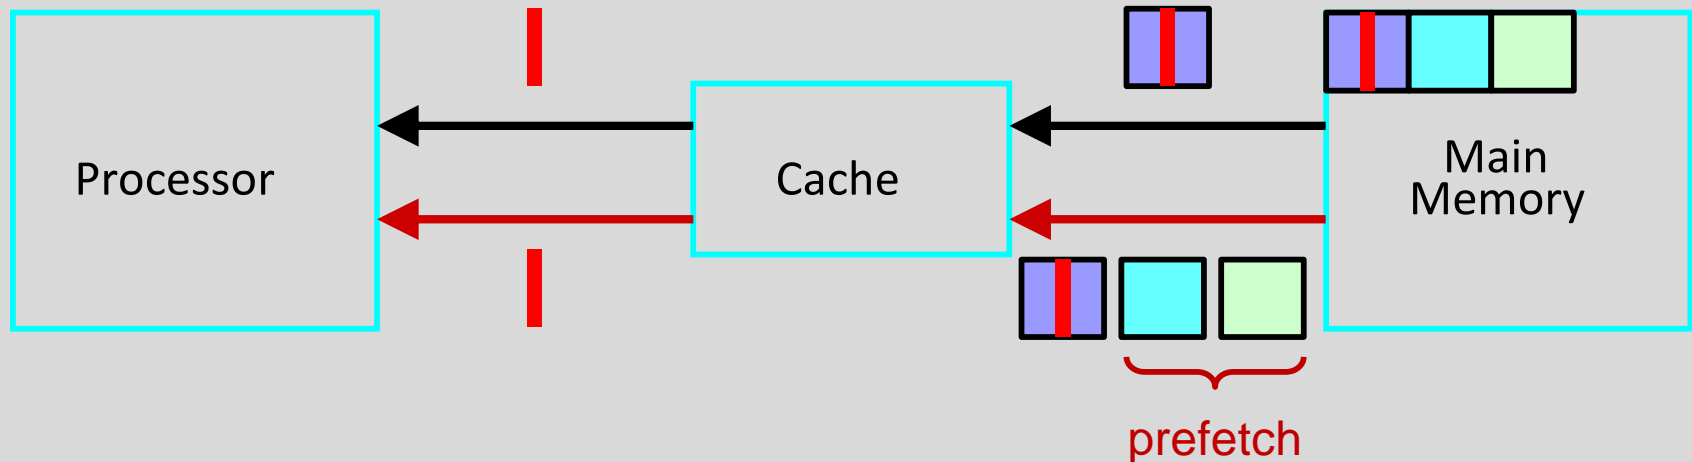 Processor
Cache
Main
Memory
prefetch